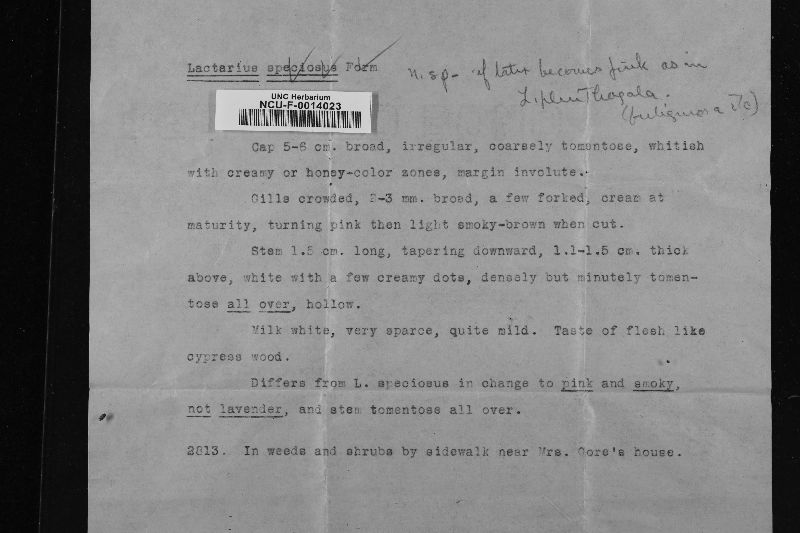 Lactarius speciosus Form
n. sp - if later becomes pink as in
L. plinthogala.
(fuliginosa etc)
UNC Herbarium
NCU-F-0014023
Cap 5-6 cm. broad, irregular, coarsely tomentose, whitish
with creamy or honey-color zones, margin involute.
Gills crowded, 2-3 mm. broad, a few forked, cream at
maturity, turning pink then light smoky-brown when cut.
Stem 1.5 cm. long, tapering downward, 1.1-1.5 cm. thick
above, white with a few creamy dots, densely but minutely tomen-
tose all over, hollow.
Milk white, very sparce, quite mild. Taste of flesh like
cypress wood.
Differs from L. speciosus in change to pink and smoky,
not lavender, and stem tomentose all over.
2813. In weeds and shrubs by sidewalk near Mrs. Gore's house.